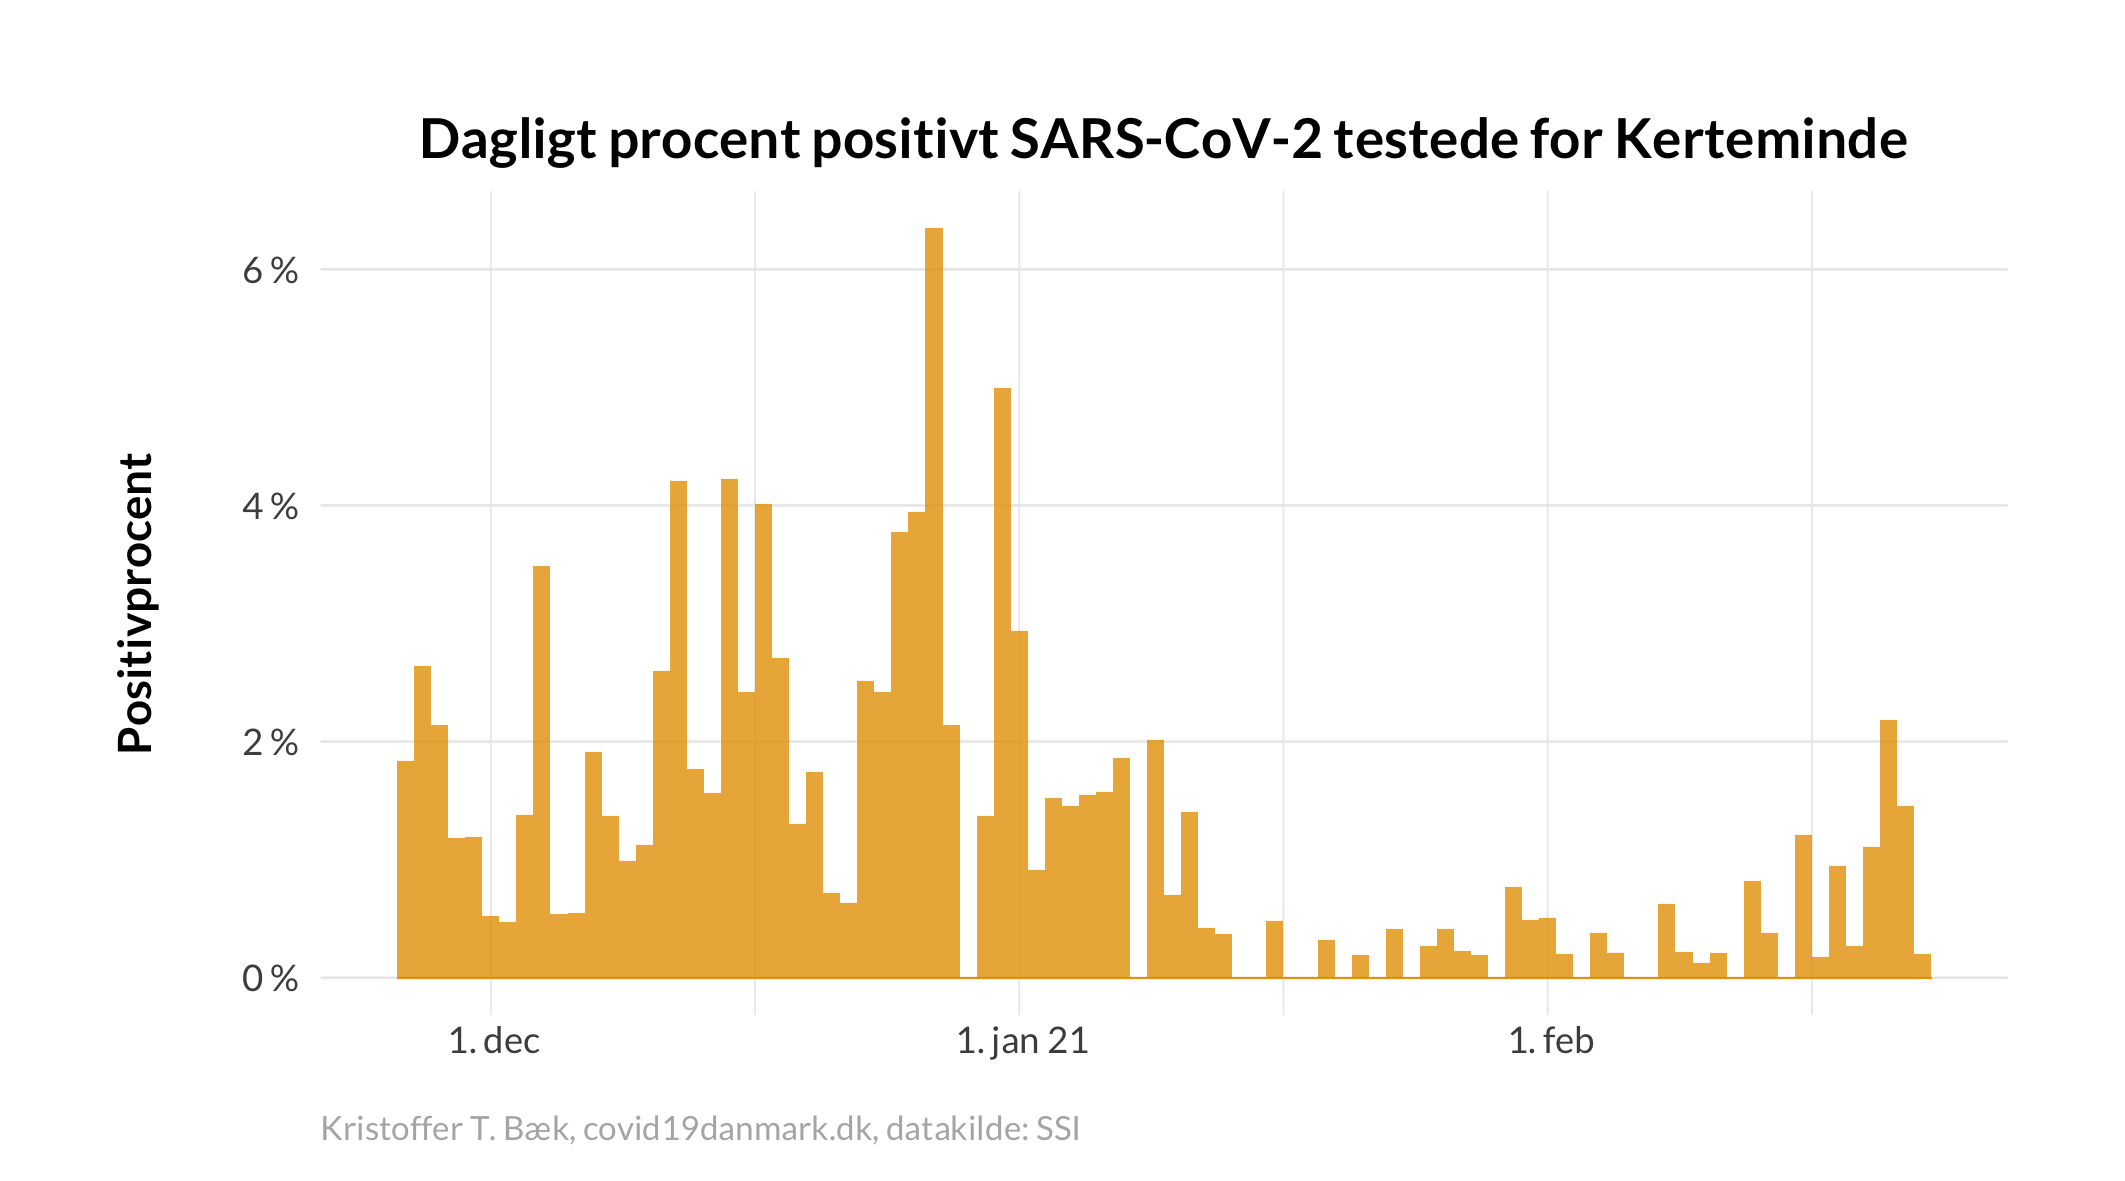 Dagligt procent positivt SARS-CoV-2 testede for Kerteminde
Positivprocent
6 %
4 %
2 %
0 %
1. dec
1. jan 21
1. feb
Kristoffer T. Bæk, covid19danmark.dk, datakilde: SSI